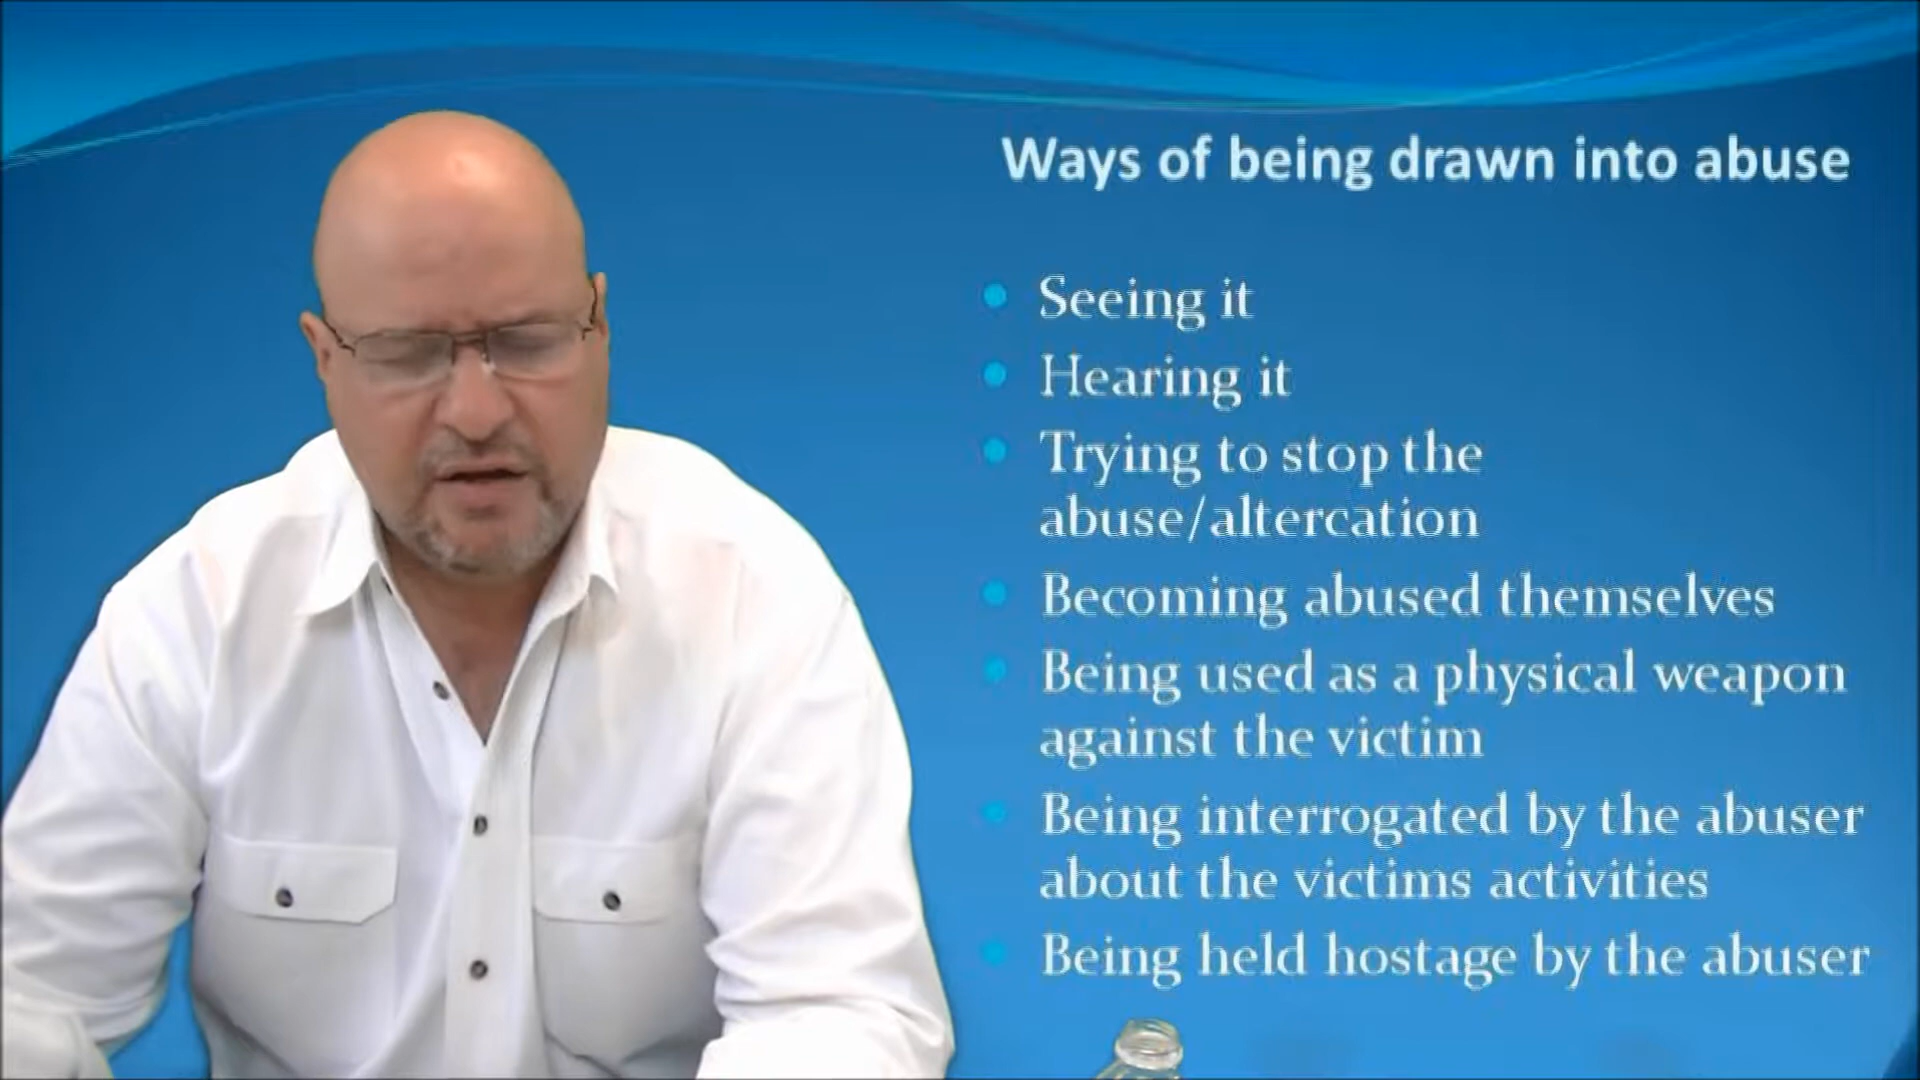 Ways of being drawn into abuse
Seeing it
Hearing it
Trying to stop the
abuse/altercation
Becoming abused themselves
Being used as a physical weapon
against the victim
Being interrogated by the abuser
about the victims activities
Being held hostage by the abuser